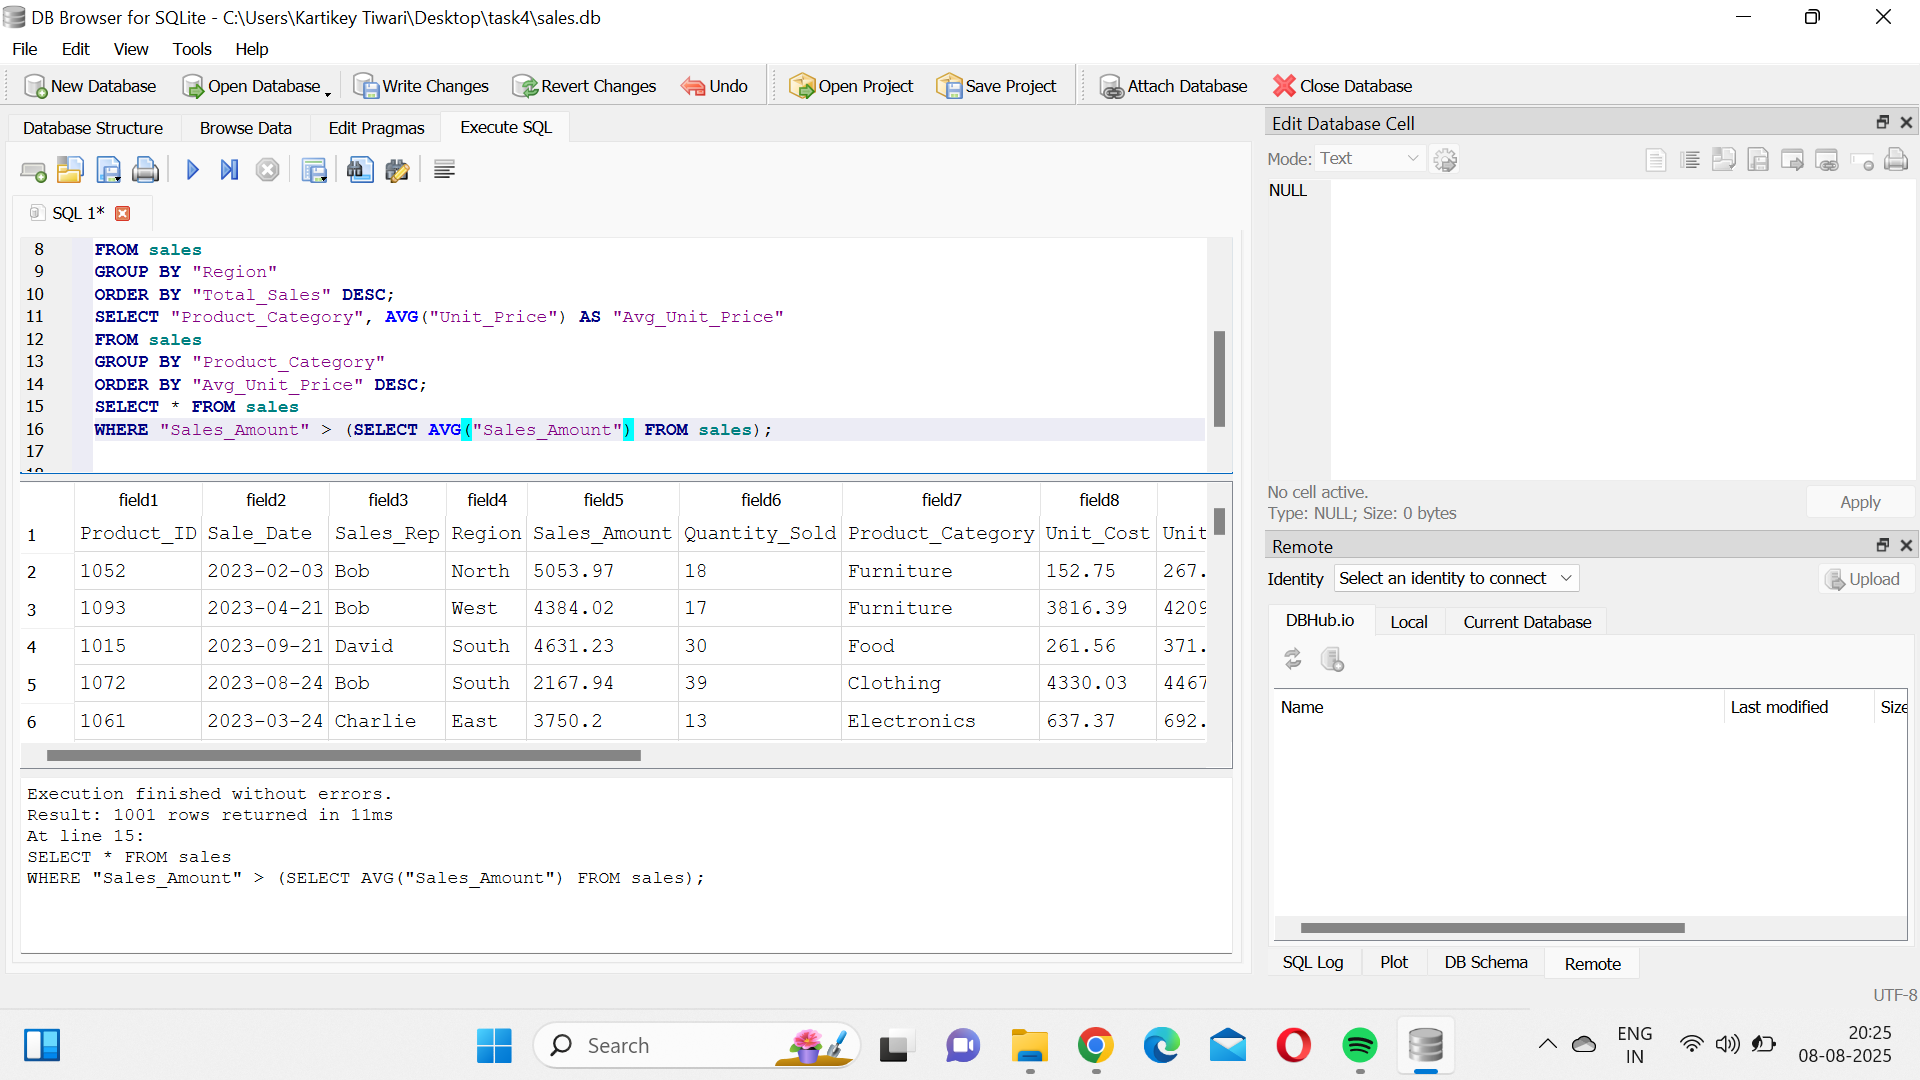 DB Browser for SQLite - C:\Users\Kartikey Tiwari\Desktop\task4\sales.db
File Edit View Tools Help
New Database Open Database Write Changes Revert Changes Undo Open Project Save Project Attach Database Close Database
Database Structure Browse Data Edit Pragmas Execute SQL
SQL 1*
8 FROM sales
9 GROUP BY "Region"
10 ORDER BY "Total_Sales" DESC;
11 SELECT "Product_Category", AVG("Unit_Price") AS "Avg_Unit_Price"
12 FROM sales
13 GROUP BY "Product_Category"
14 ORDER BY "Avg_Unit_Price" DESC;
15 SELECT * FROM sales
16 WHERE "Sales_Amount" > (SELECT AVG("Sales_Amount") FROM sales);
17
field1 field2 field3 field4 field5 field6 field7 field8
1 Product_ID Sale_Date Sales_Rep Region Sales_Amount Quantity_Sold Product_Category Unit_Cost Unit
2 1052 2023-02-03 Bob North 5053.97 18 Furniture 152.75 267.
3 1093 2023-04-21 Bob West 4384.02 17 Furniture 3816.39 4209
4 1015 2023-09-21 David South 4631.23 30 Food 261.56 371.
5 1072 2023-08-24 Bob South 2167.94 39 Clothing 4330.03 4467
6 1061 2023-03-24 Charlie East 3750.2 13 Electronics 637.37 692.
Execution finished without errors.
Result: 1001 rows returned in 11ms
At line 15:
SELECT * FROM sales
WHERE "Sales_Amount" > (SELECT AVG("Sales_Amount") FROM sales);
Edit Database Cell
Mode: Text
NULL
No cell active.
Type: NULL; Size: 0 bytes
Apply
Remote
Identity Select an identity to connect Upload
DBHub.io Local Current Database
Name Last modified Size
SQL Log Plot DB Schema Remote
UTF-8
Search
ENG
IN
20:25
08-08-2025